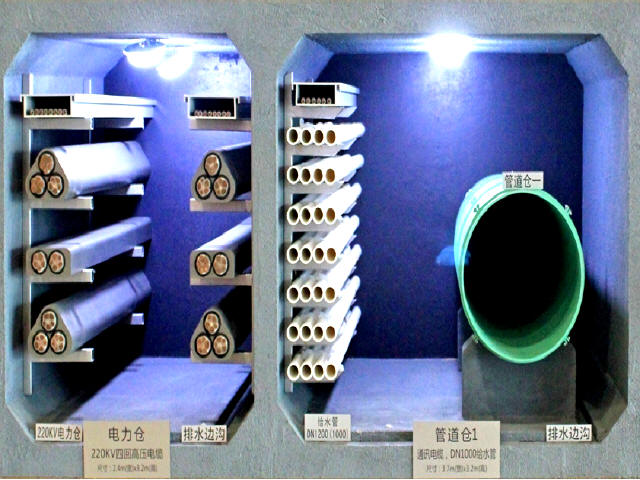 管道仓一
220KV电力仓
电力仓
220KV四回高压电缆
尺寸：2.4m(宽)x3.2m(高)
排水边沟
给水管
DN1200(1000)
管道仓1
通讯电缆，DN1000给水管
尺寸：3.7m(宽)x3.2m(高)
排水边沟